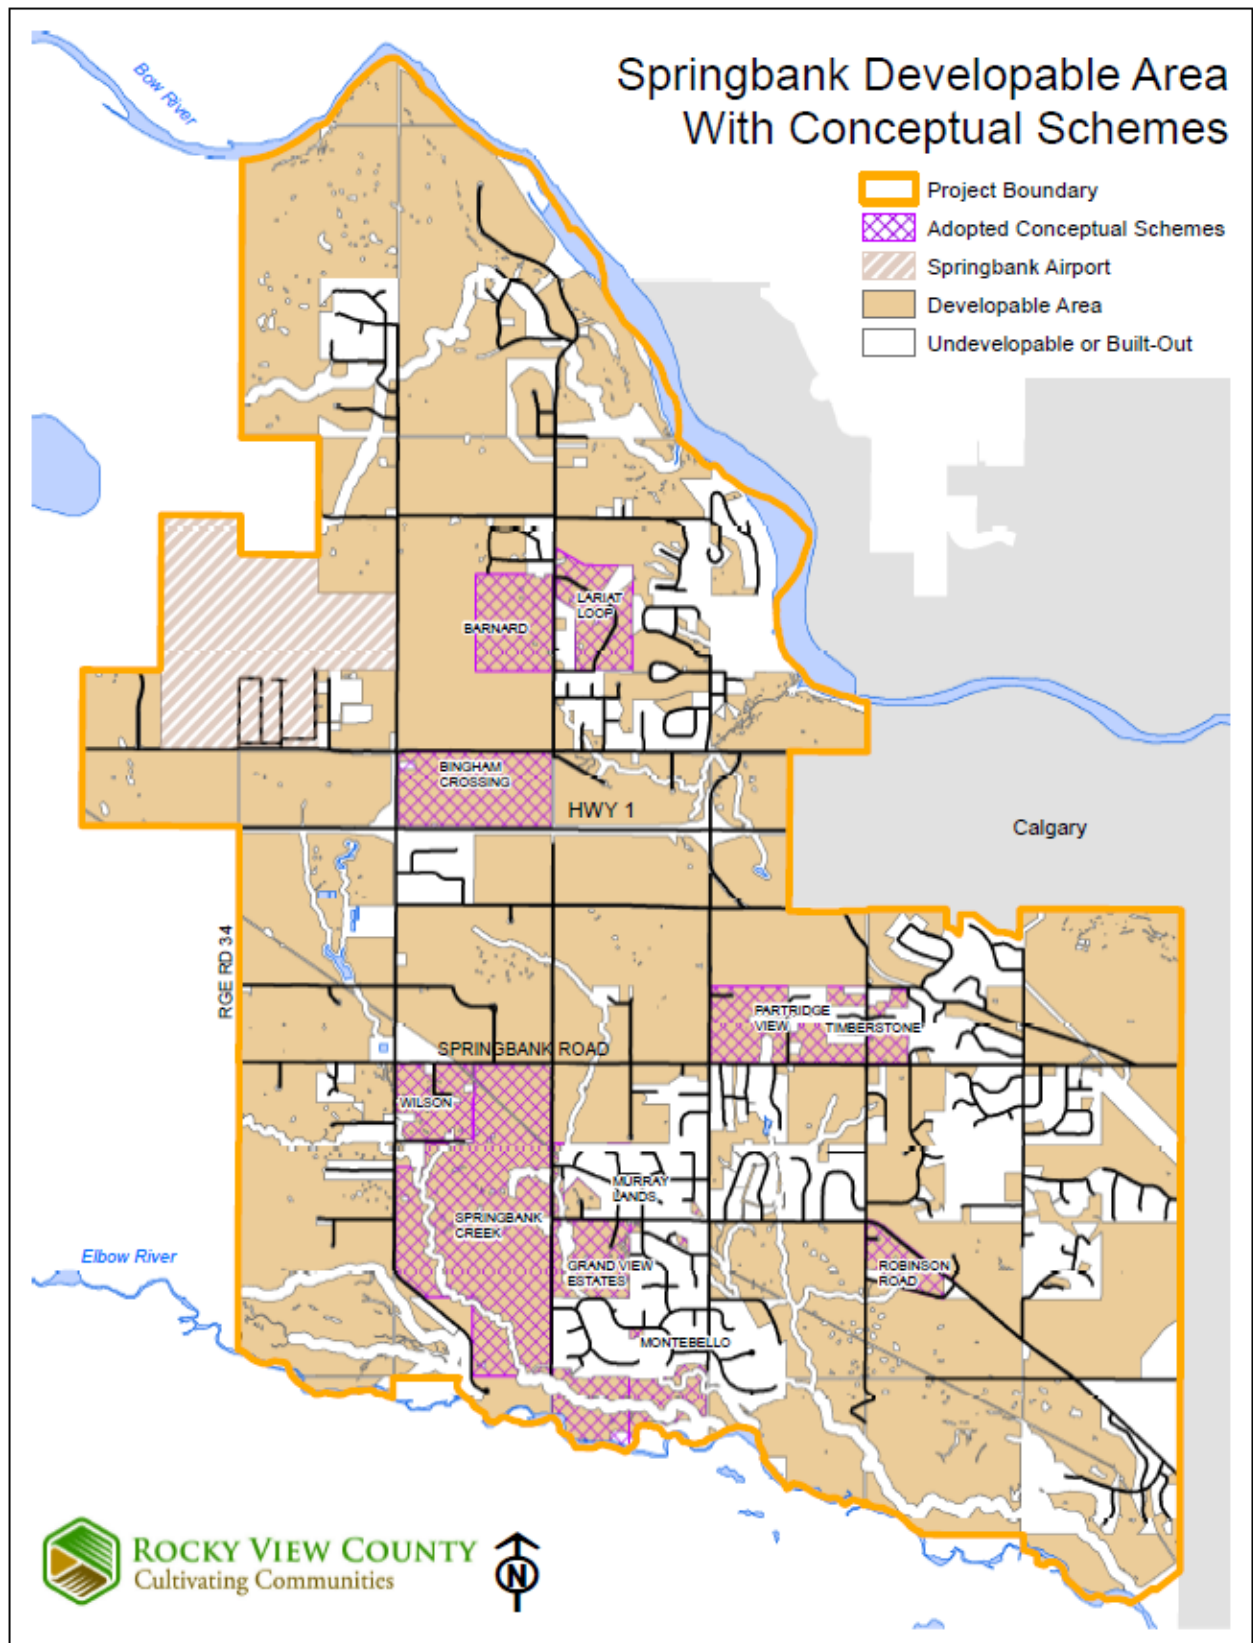 Springbank Developable Area
With Conceptual Schemes
Project Boundary
Adopted Conceptual Schemes
Springbank Airport
Developable Area
Undevelopable or Built-Out
Bow River
LARIAT
LOOP
BARNARD
BINGHAM
CROSSING
HWY 1
Calgary
RGE RD 34
PARTRIDGE
VIEW
TIMBERSTONE
SPRINGBANK ROAD
WILSON
MURRAY
LANDS
SPRINGBANK
CREEK
Elbow River
GRAND VIEW
ESTATES
ROBINSON
ROAD
MONTEBELLO
ROCKY VIEW COUNTY
Cultivating Communities
N